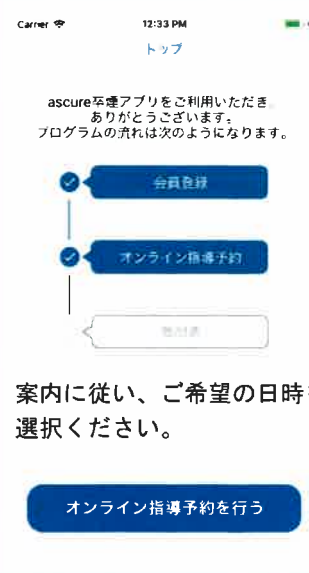 Carrier 12:33 PM
トップ
ascure卒煙アプリをご利用いただき
ありがとうございます。
プログラムの流れは次のようになります。
会員登録
オンライン指導予約
案内に従い、ご希望の日時を
選択ください。
オンライン指導予約を行う